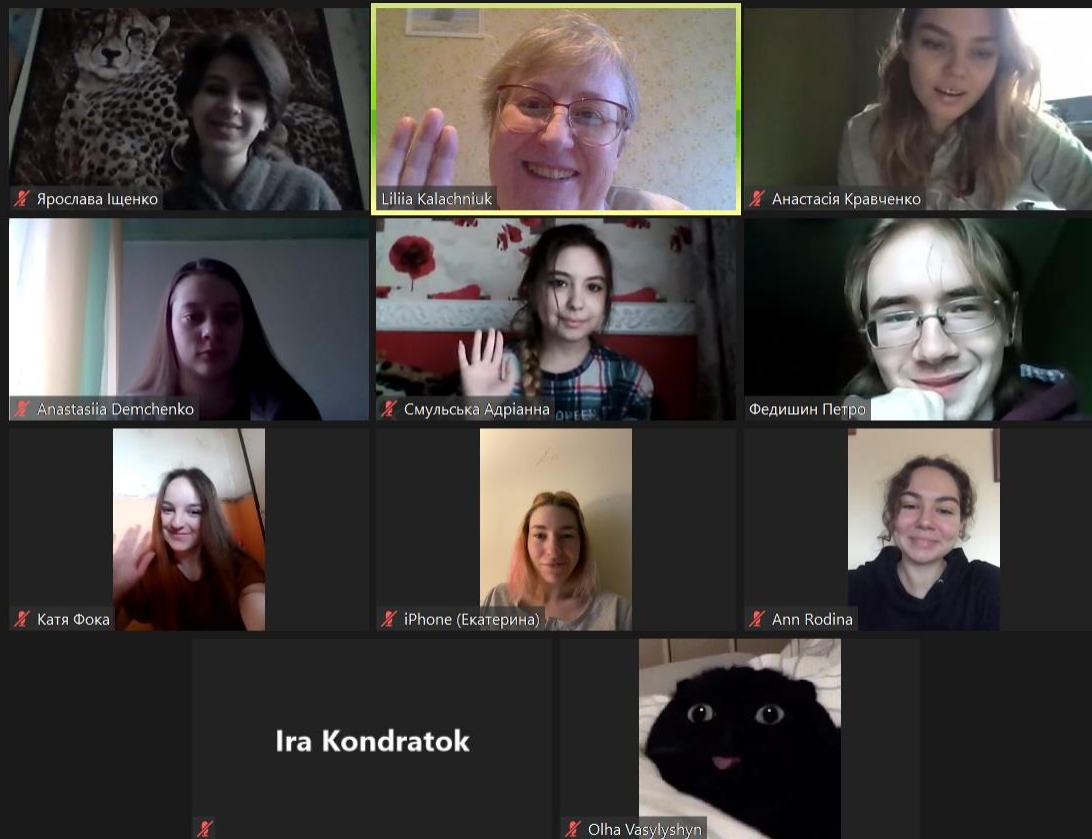 Ярослава Іщенко
Liliia Kalachniuk
Анастасія Кравченко
Anastasiia Demchenko
Смульська Адріанна
QUEEN
Федишин Петро
Катя Фока
iPhone (Екатерина)
Ann Rodina
Ira Kondratok
Olha Vasylyshyn